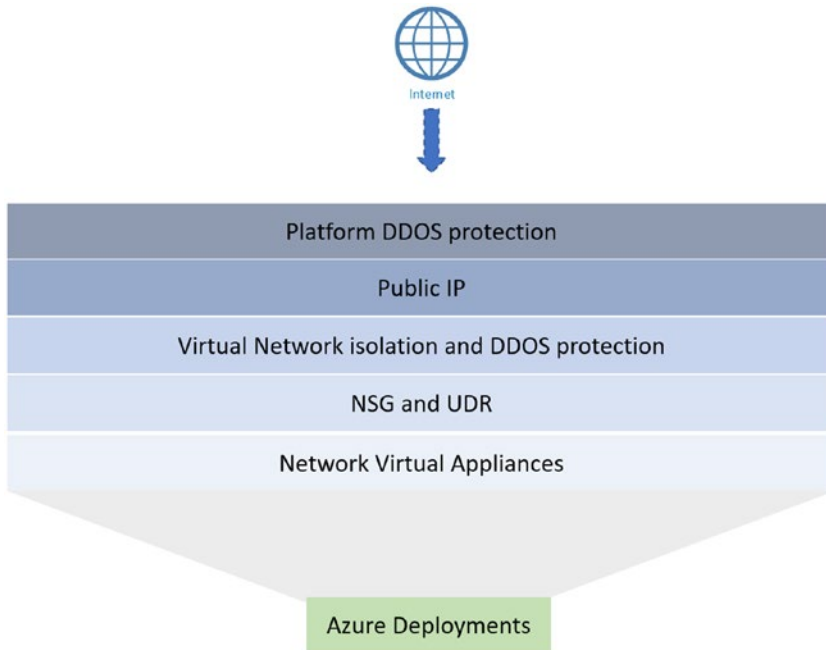 Internet
Platform DDOS protection
Public IP
Virtual Network isolation and DDOS protection
NSG and UDR
Network Virtual Appliances
Azure Deployments